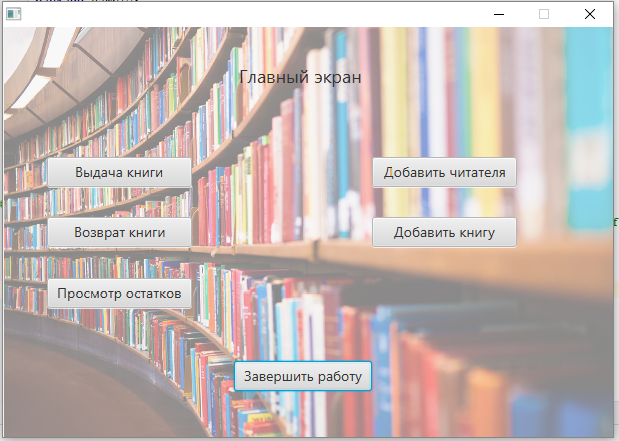 Главный экран
Выдача книги
Добавить читателя
Возврат книги
Добавить книгу
Просмотр остатков
Завершить работу